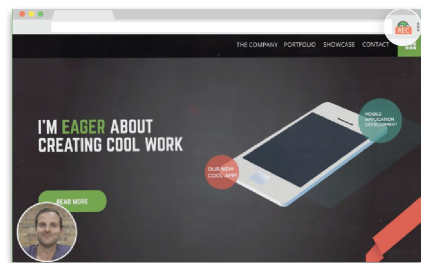 REC
THE COMPANY PORTFOLIO SHOWCASE CONTACT
I'M EAGER ABOUT
CREATING COOL WORK
MOBILE
APPLICATION
DEVELOPMENT
OUR NEW
COOL APP!
READ MORE